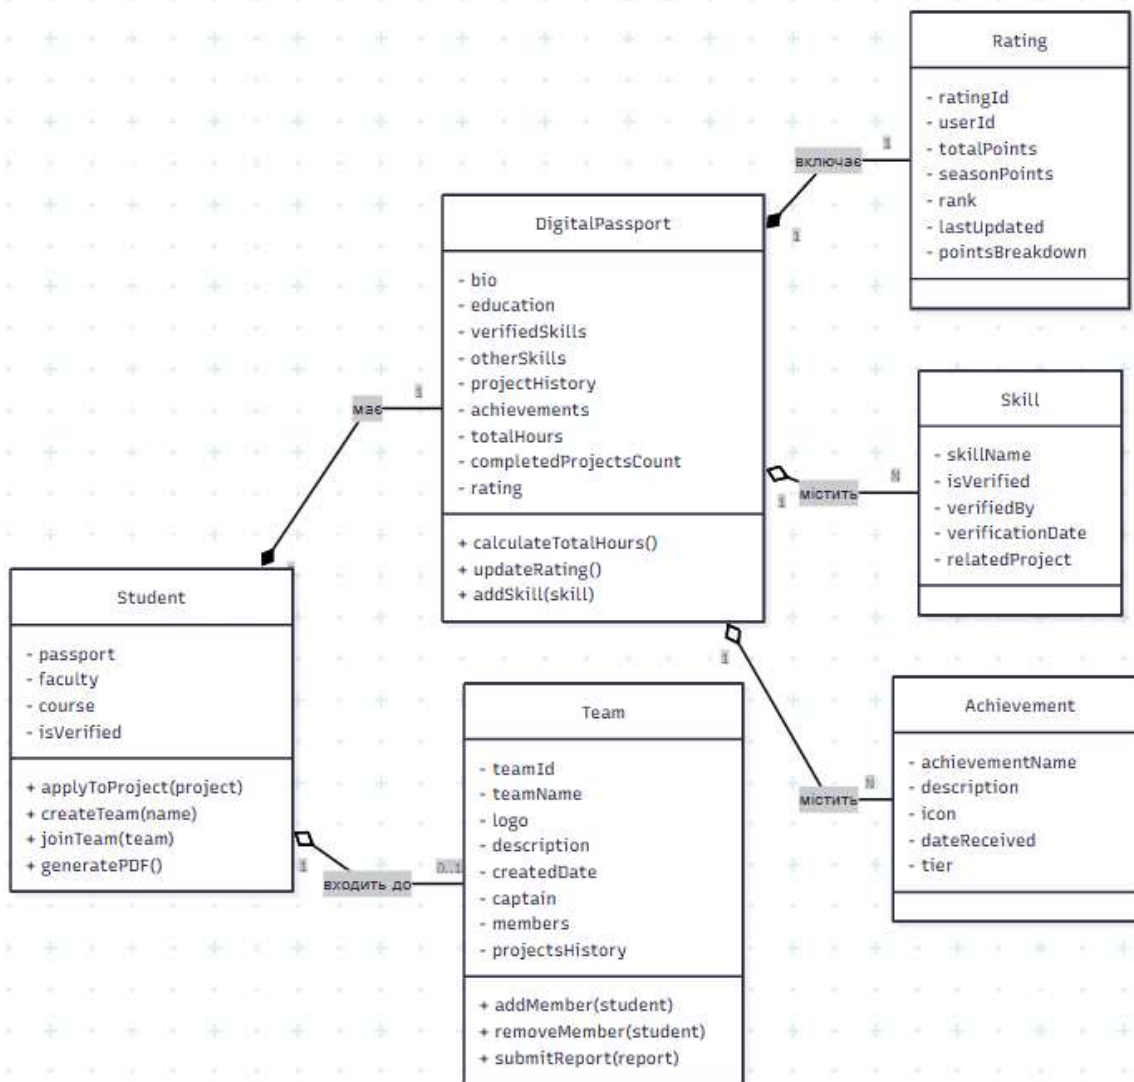 Rating
- ratingId
- userId
- totalPoints
- seasonPoints
- rank
- lastUpdated
- pointsBreakdown
включає
1
1
DigitalPassport
- bio
- education
- verifiedSkills
- otherSkills
- projectHistory
- achievements
- totalHours
- completedProjectsCount
- rating
+ calculateTotalHours()
+ updateRating()
+ addSkill(skill)
має
1
Skill
- skillName
- isVerified
- verifiedBy
- verificationDate
- relatedProject
містить
1
N
Student
- passport
- faculty
- course
- isVerified
+ applyToProject(project)
+ createTeam(name)
+ joinTeam(team)
+ generatePDF()
входить до
1
0..1
Team
- teamId
- teamName
- logo
- description
- createdDate
- captain
- members
- projectsHistory
+ addMember(student)
+ removeMember(student)
+ submitReport(report)
1
містить
N
Achievement
- achievementName
- description
- icon
- dateReceived
- tier